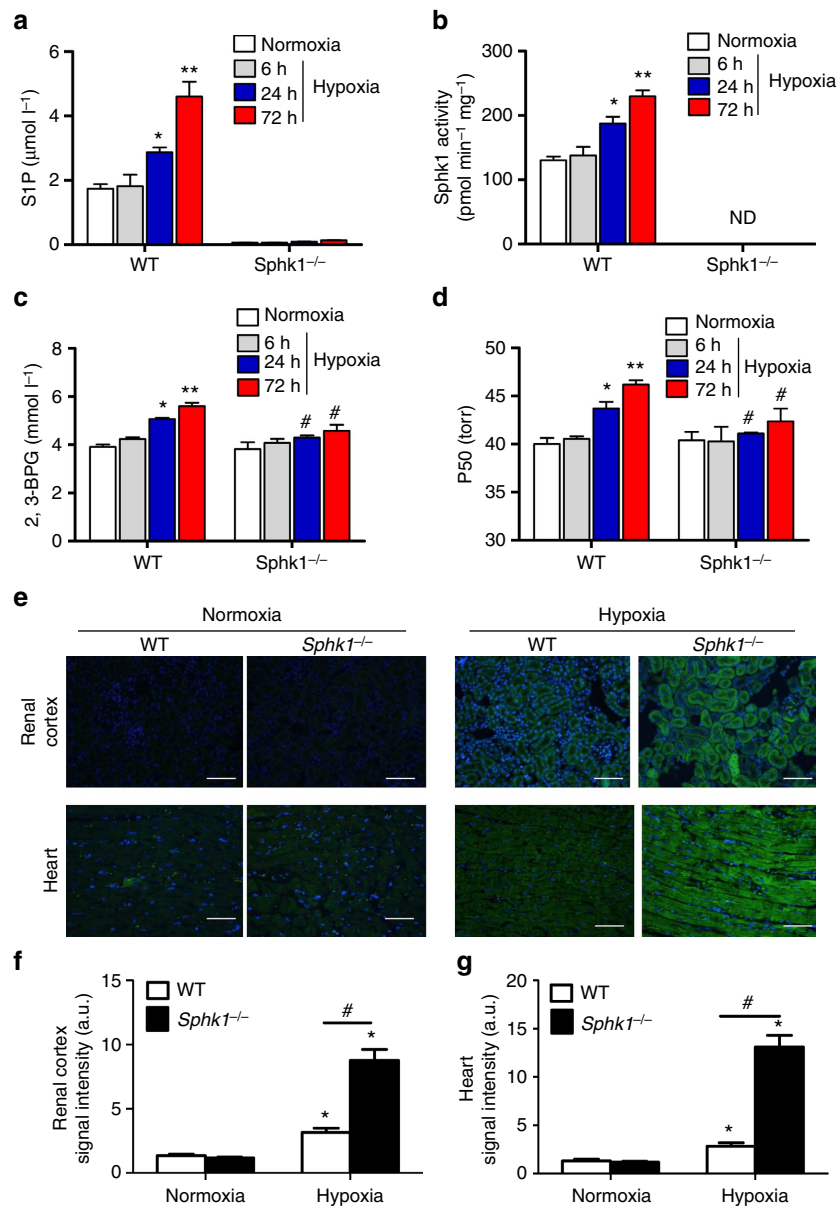 a
S1P (μmol l⁻¹)
6
4
2
0
Normoxia
6 h
24 h
72 h
Hypoxia
*
**
WT
Sphk1⁻/⁻
b
Sphk1 activity
(pmol min⁻¹ mg⁻¹)
300
200
100
0
Normoxia
6 h
24 h
72 h
Hypoxia
*
**
ND
WT
Sphk1⁻/⁻
c
2, 3-BPG (mmol l⁻¹)
8
6
4
2
0
Normoxia
6 h
24 h
72 h
Hypoxia
*
**
#
#
WT
Sphk1⁻/⁻
d
P50 (torr)
50
45
40
35
30
Normoxia
6 h
24 h
72 h
Hypoxia
*
**
#
#
WT
Sphk1⁻/⁻
e
Normoxia
Hypoxia
WT
Sphk1⁻/⁻
WT
Sphk1⁻/⁻
Renal
cortex
Heart
f
Renal cortex
signal intensity (a.u.)
15
10
5
0
WT
Sphk1⁻/⁻
#
*
*
Normoxia
Hypoxia
g
Heart
signal intensity (a.u.)
20
15
10
5
0
WT
Sphk1⁻/⁻
#
*
*
Normoxia
Hypoxia